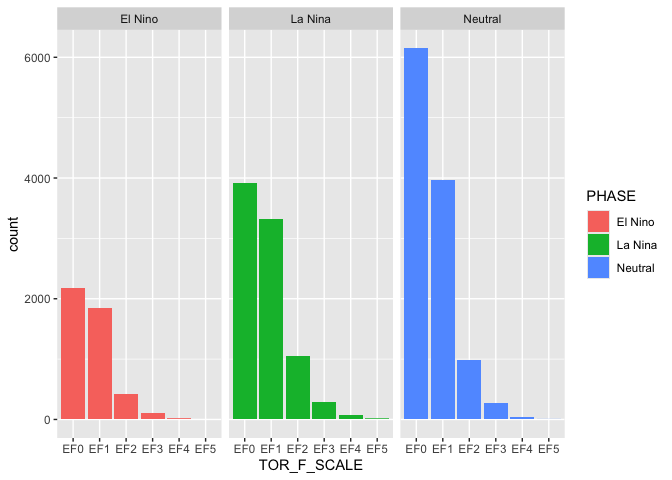 El Nino La Nina Neutral
6000
4000
2000
0
count
EF0 EF1 EF2 EF3 EF4 EF5 EF0 EF1 EF2 EF3 EF4 EF5 EF0 EF1 EF2 EF3 EF4 EF5
TOR_F_SCALE
PHASE
El Nino
La Nina
Neutral